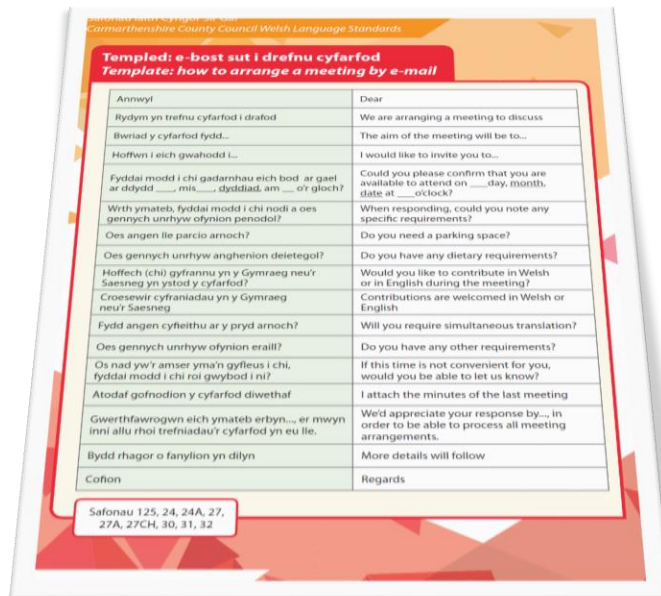 Safonau Iaith Cyngor Sir Gâr
Carmarthenshire County Council Welsh Language Standards
Templed: e-bost sut i drefnu cyfarfod
Template: how to arrange a meeting by e-mail
Annwyl
Dear
Rydym yn trefnu cyfarfod i drafod
We are arranging a meeting to discuss
Bwriad y cyfarfod fydd...
The aim of the meeting will be to...
Hoffwn i eich gwahodd i...
I would like to invite you to...
Fyddai modd i chi gadarnhau eich bod ar gael
ar ddydd ____, mis____, dyddiad, am ___ o'r gloch?
Could you please confirm that you are
available to attend on ____day, month,
date at ____o'clock?
Wrth ymateb, fyddai modd i chi nodi a oes
gennych unrhyw ofynion penodol?
When responding, could you note any
specific requirements?
Oes angen lle parcio arnoch?
Do you need a parking space?
Oes gennych unrhyw anghenion deietegol?
Do you have any dietary requirements?
Hoffech (chi) gyfrannu yn y Gymraeg neu'r
Saesneg yn ystod y cyfarfod?
Would you like to contribute in Welsh
or in English during the meeting?
Croesewir cyfraniadau yn y Gymraeg
neu'r Saesneg
Contributions are welcomed in Welsh or
English
Fydd angen cyfieithu ar y pryd arnoch?
Will you require simultaneous translation?
Oes gennych unrhyw ofynion eraill?
Do you have any other requirements?
Os nad yw'r amser yma'n gyfleus i chi,
fyddai modd i chi roi gwybod i ni?
If this time is not convenient for you,
would you be able to let us know?
Atodaf gofnodion y cyfarfod diwethaf
I attach the minutes of the last meeting
Gwerthfawrogwn eich ymateb erbyn..., er mwyn
inni allu rhoi trefniadau'r cyfarfod yn eu lle.
We'd appreciate your response by..., in
order to be able to process all meeting
arrangements.
Bydd rhagor o fanylion yn dilyn
More details will follow
Cofion
Regards
Safonau 125, 24, 24A, 27,
27A, 27CH, 30, 31, 32